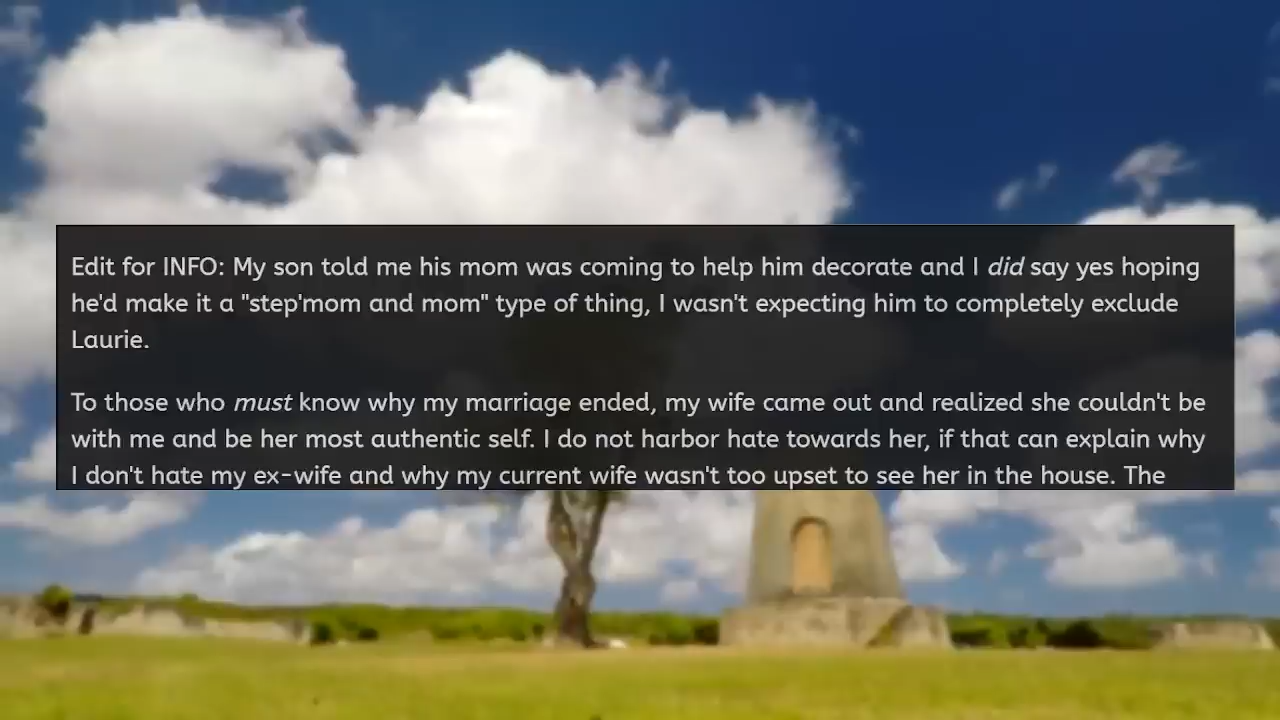 Edit for INFO: My son told me his mom was coming to help him decorate and I did say yes hoping
he'd make it a "step'mom and mom" type of thing, I wasn't expecting him to completely exclude
Laurie.
To those who must know why my marriage ended, my wife came out and realized she couldn't be
with me and be her most authentic self. I do not harbor hate towards her, if that can explain why
I don't hate my ex-wife and why my current wife wasn't too upset to see her in the house. The